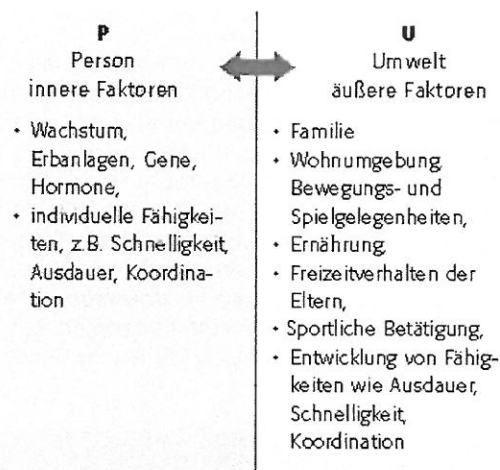 P
Person
innere Faktoren
• Wachstum,
Erbanlagen, Gene,
Hormone,
• individuelle Fähigkei-
ten, z.B. Schnelligkeit,
Ausdauer, Koordina-
tion
U
Umwelt
äußere Faktoren
• Familie
• Wohnumgebung,
Bewegungs- und
Spielgelegenheiten,
• Ernährung,
• Freizeitverhalten der
Eltern,
• Sportliche Betätigung,
• Entwicklung von Fähig-
keiten wie Ausdauer,
Schnelligkeit,
Koordination